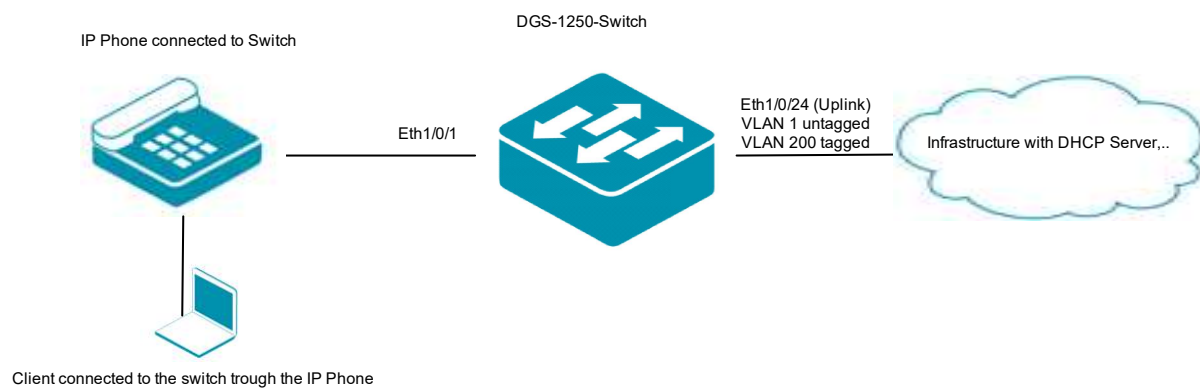 DGS-1250-Switch
IP Phone connected to Switch
Eth1/0/1
Eth1/0/24 (Uplink)
VLAN 1 untagged
VLAN 200 tagged
Infrastructure with DHCP Server,..
Client connected to the switch trough the IP Phone